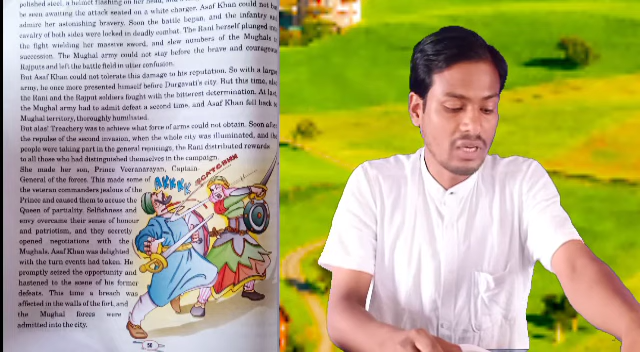 polished steel, a helmet flashing on her head,
be seen awaiting the attack seated on a white charger. Asaf Khan could not but
admire her astonishing bravery. Soon the battle began, and the infantry and
cavalry of both sides were locked in deadly combat. The Rani herself plunged into
the fight wielding her massive sword, and slew numbers of the Mughals in
succession. The Mughal army could not stay before the brave and courageous
Rajputs and left the battle field in utter confusion.
But Asaf Khan could not tolerate this damage to his reputation. So with a large
army, he once more presented himself before Durgavati's city. But this time, also
the Rani and the Rajput soldiers fought with the bitterest determination. At last,
the Mughal army had to admit defeat a second time, and Asaf Khan fell back to
Mughal territory, thoroughly humiliated.
But alas! Treachery was to achieve what force of arms could not obtain. Soon after
the repulse of the second invasion, when the whole city was illuminated, and the
people were taking part in the general rejoicings, the Rani distributed rewards
to all those who had distinguished themselves in the campaign.
She made her son, Prince Veeranarayan, Captain
General of the forces. This made some of
the veteran commanders jealous of the
Prince and caused them to accuse the
Queen of partiality. Selfishness and
envy overcame their sense of honour
and patriotism, and they secretly
opened negotiations with the
Mughals. Asaf Khan was delighted
with the turn events had taken. He
promptly seized the opportunity and
hastened to the scene of his former
defeats. This time a breach was
affected in the walls of the fort, and
the Mughal forces were
admitted into the city.
AKKKK
50